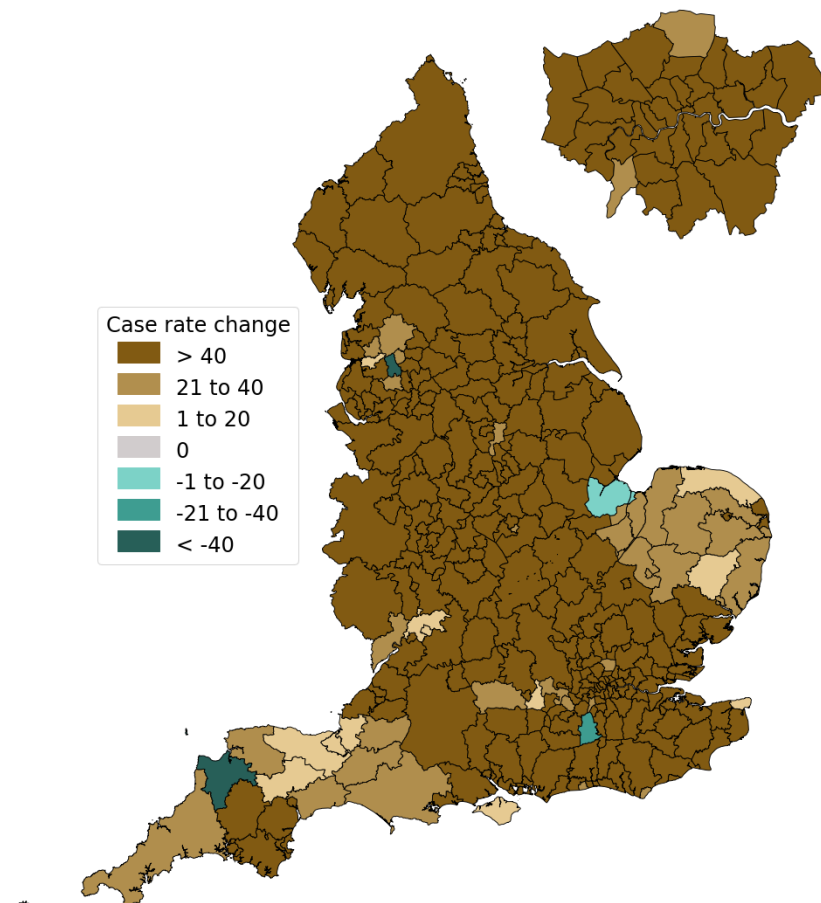 Case rate change
> 40
21 to 40
1 to 20
0
-1 to -20
-21 to -40
< -40